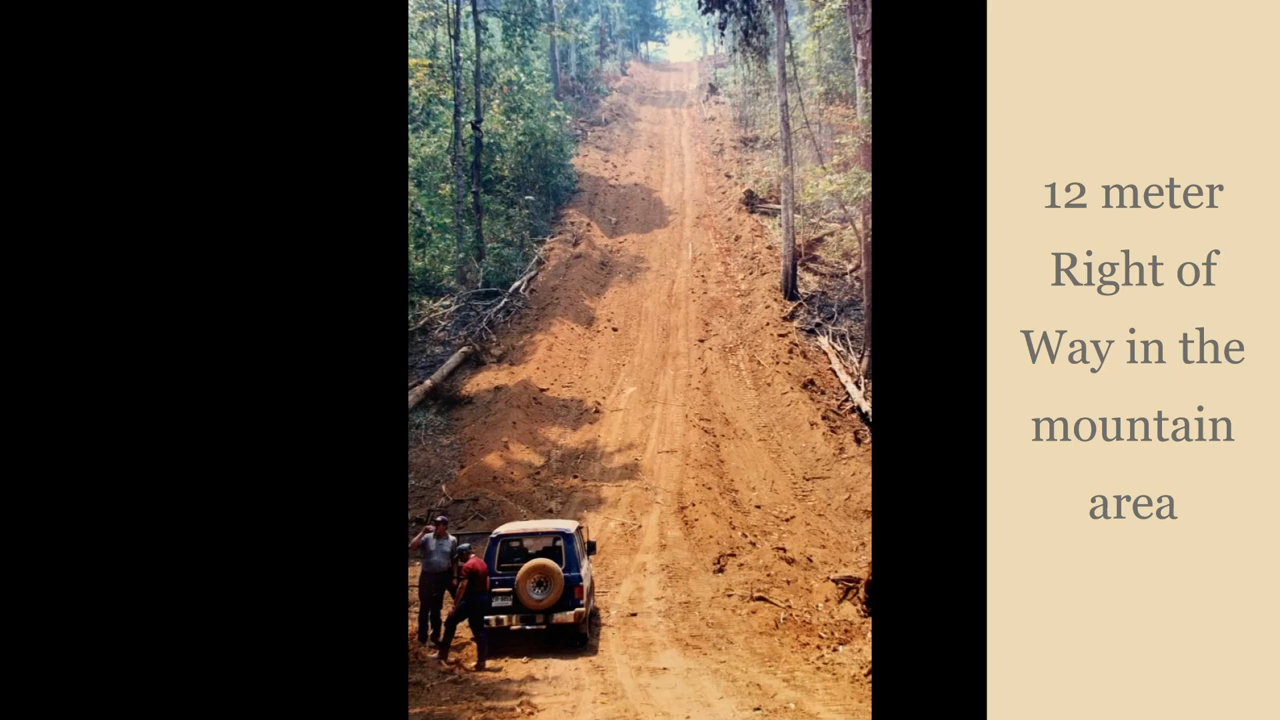 12 meter
Right of
Way in the
mountain
area